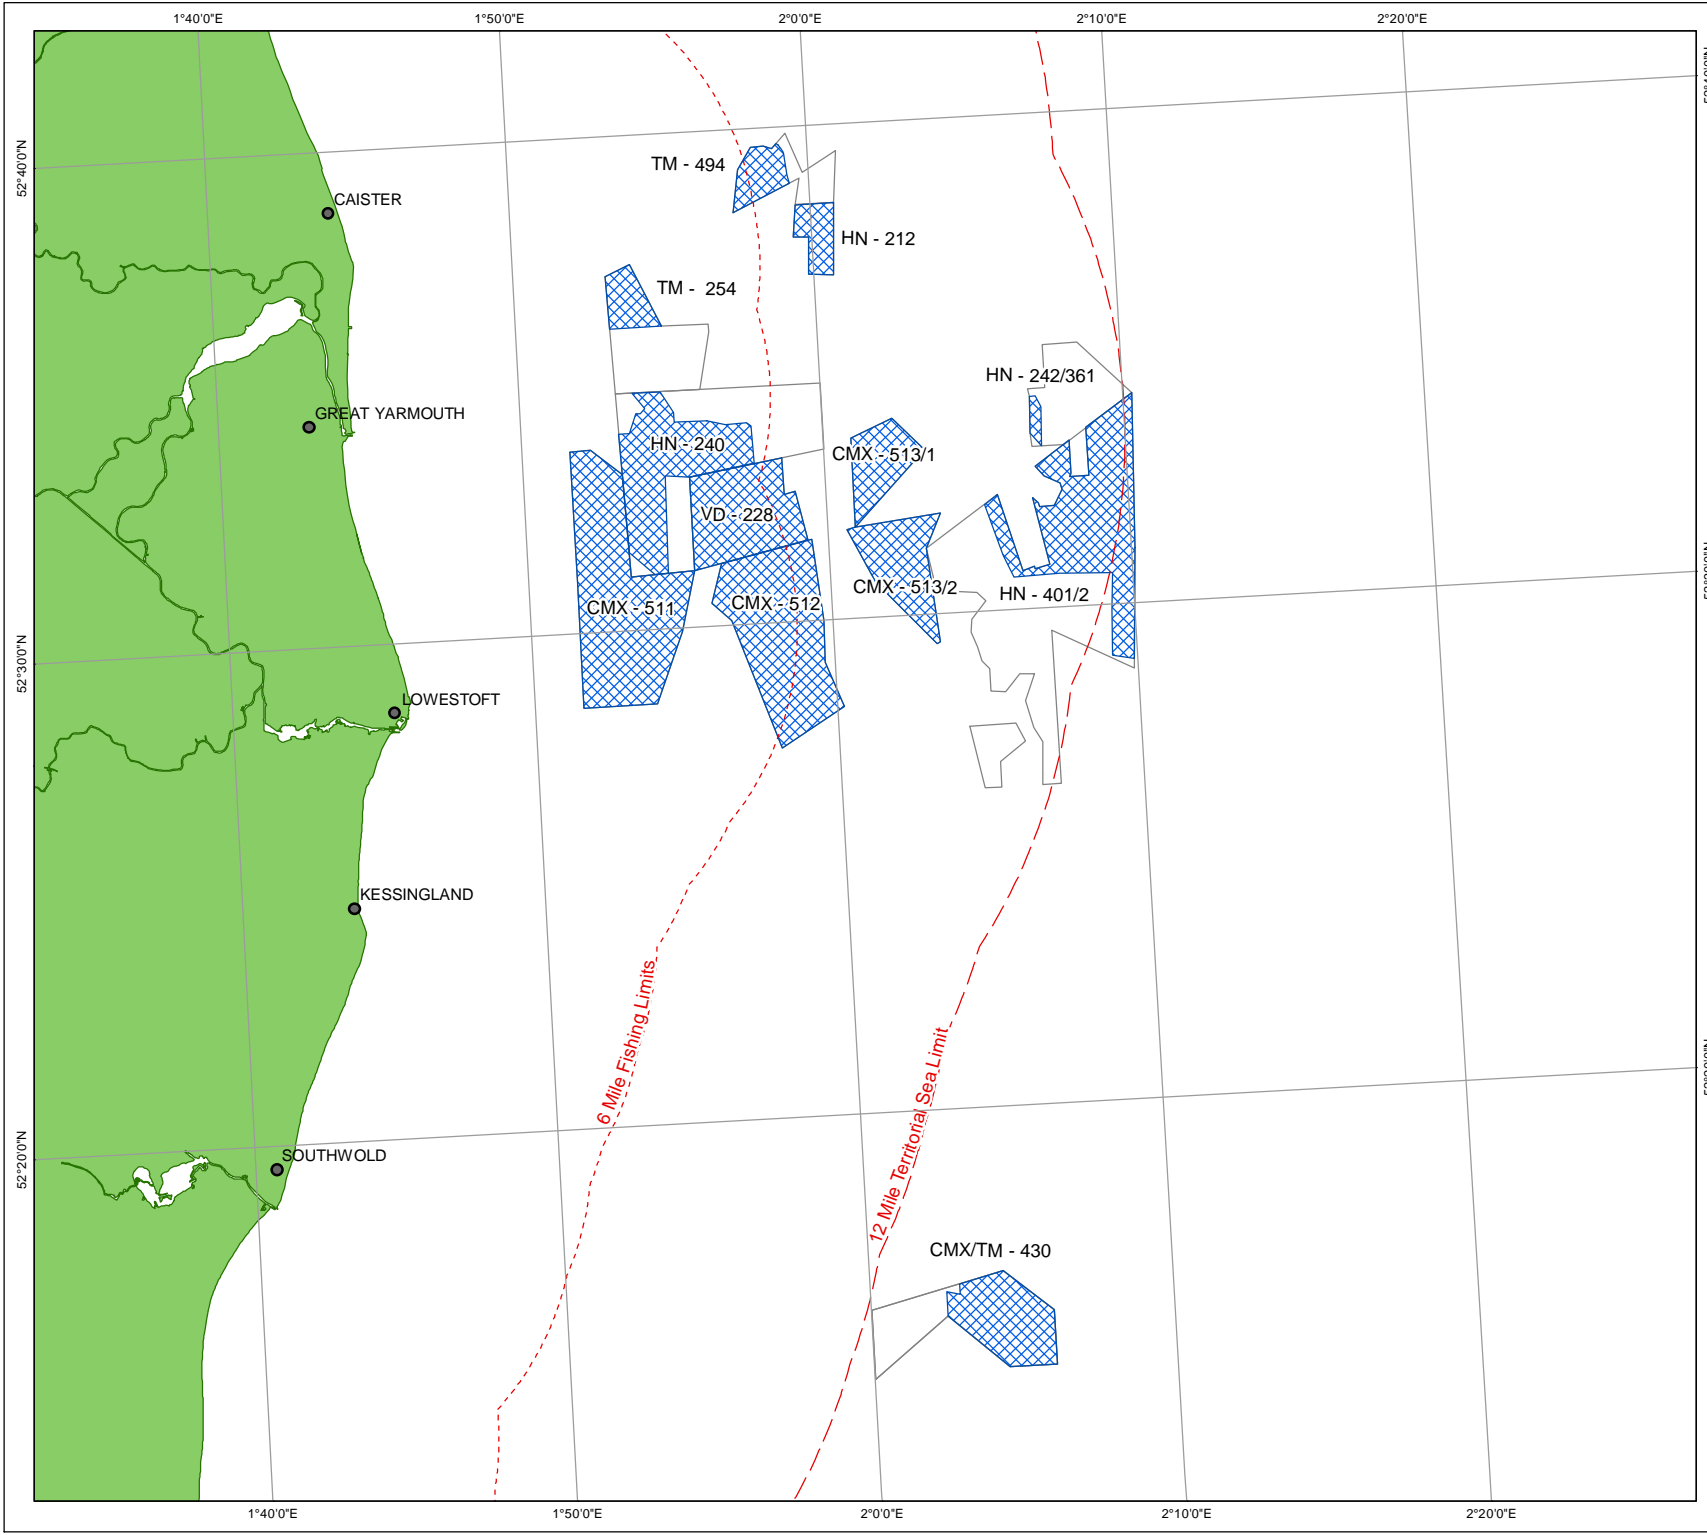 1°40'0"E
1°50'0"E
2°0'0"E
2°10'0"E
2°20'0"E
52°40'0"N
TM - 494
CAISTER
HN - 212
TM - 254
HN - 242/361
GREAT YARMOUTH
HN - 240
CMX - 513/1
VD - 228
CMX - 513/2
HN - 401/2
CMX - 511
CMX - 512
52°30'0"N
LOWESTOFT
KESSINGLAND
6 Mile Fishing Limits
12 Mile Territorial Sea Limit
52°20'0"N
SOUTHWOLD
CMX/TM - 430
1°40'0"E
1°50'0"E
2°0'0"E
2°10'0"E
2°20'0"E